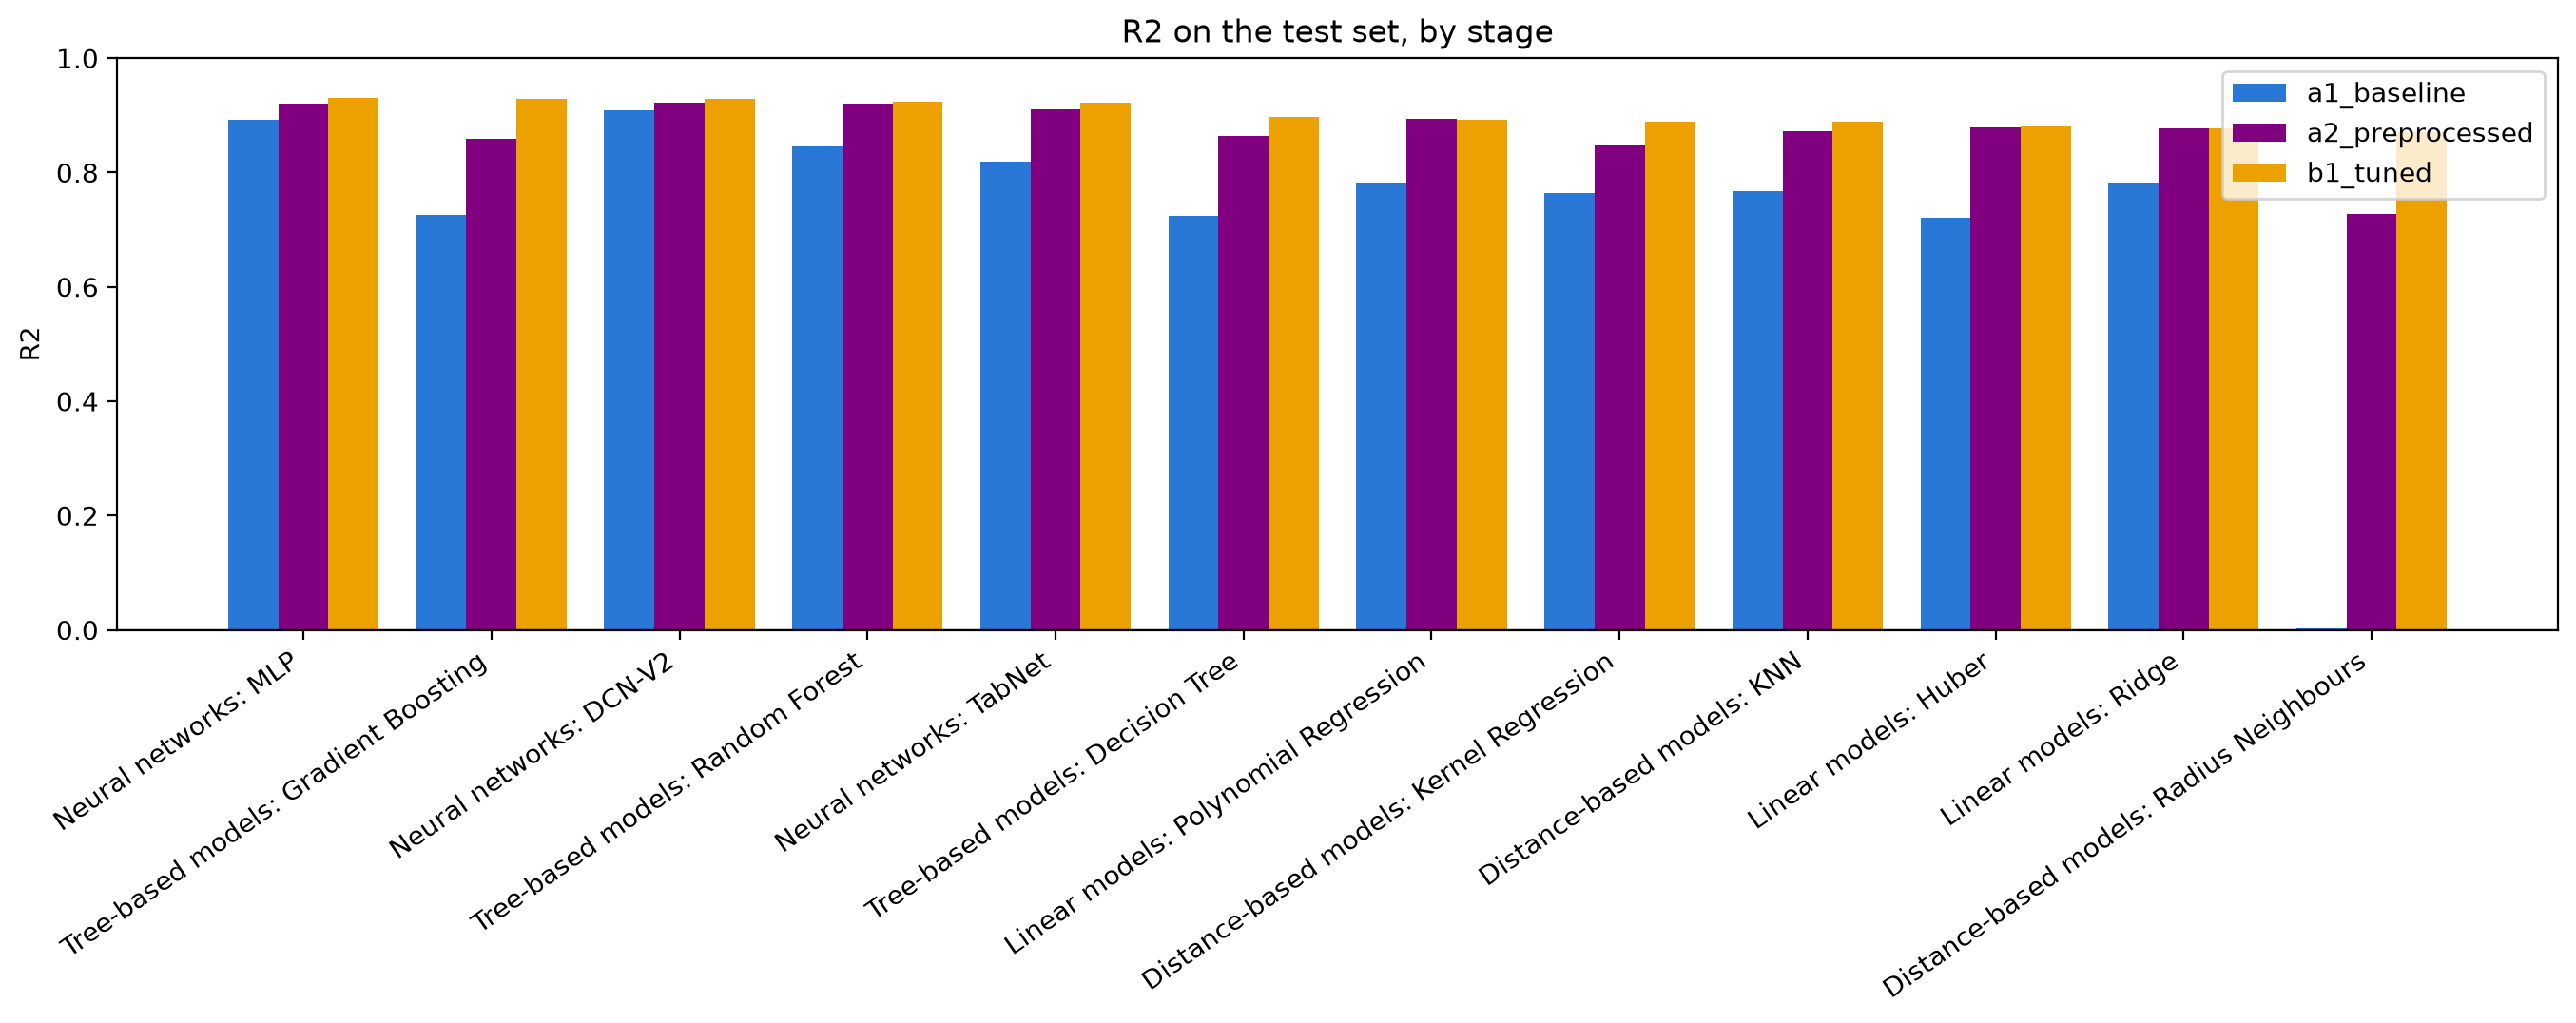 R2 on the test set, by stage
1.0
0.8
0.6
0.4
0.2
0.0
R2
a1_baseline
a2_preprocessed
b1_tuned
Neural networks: MLP
Tree-based models: Gradient Boosting
Neural networks: DCN-V2
Tree-based models: Random Forest
Neural networks: TabNet
Tree-based models: Decision Tree
Linear models: Polynomial Regression
Distance-based models: Kernel Regression
Distance-based models: KNN
Linear models: Huber
Linear models: Ridge
Distance-based models: Radius Neighbours